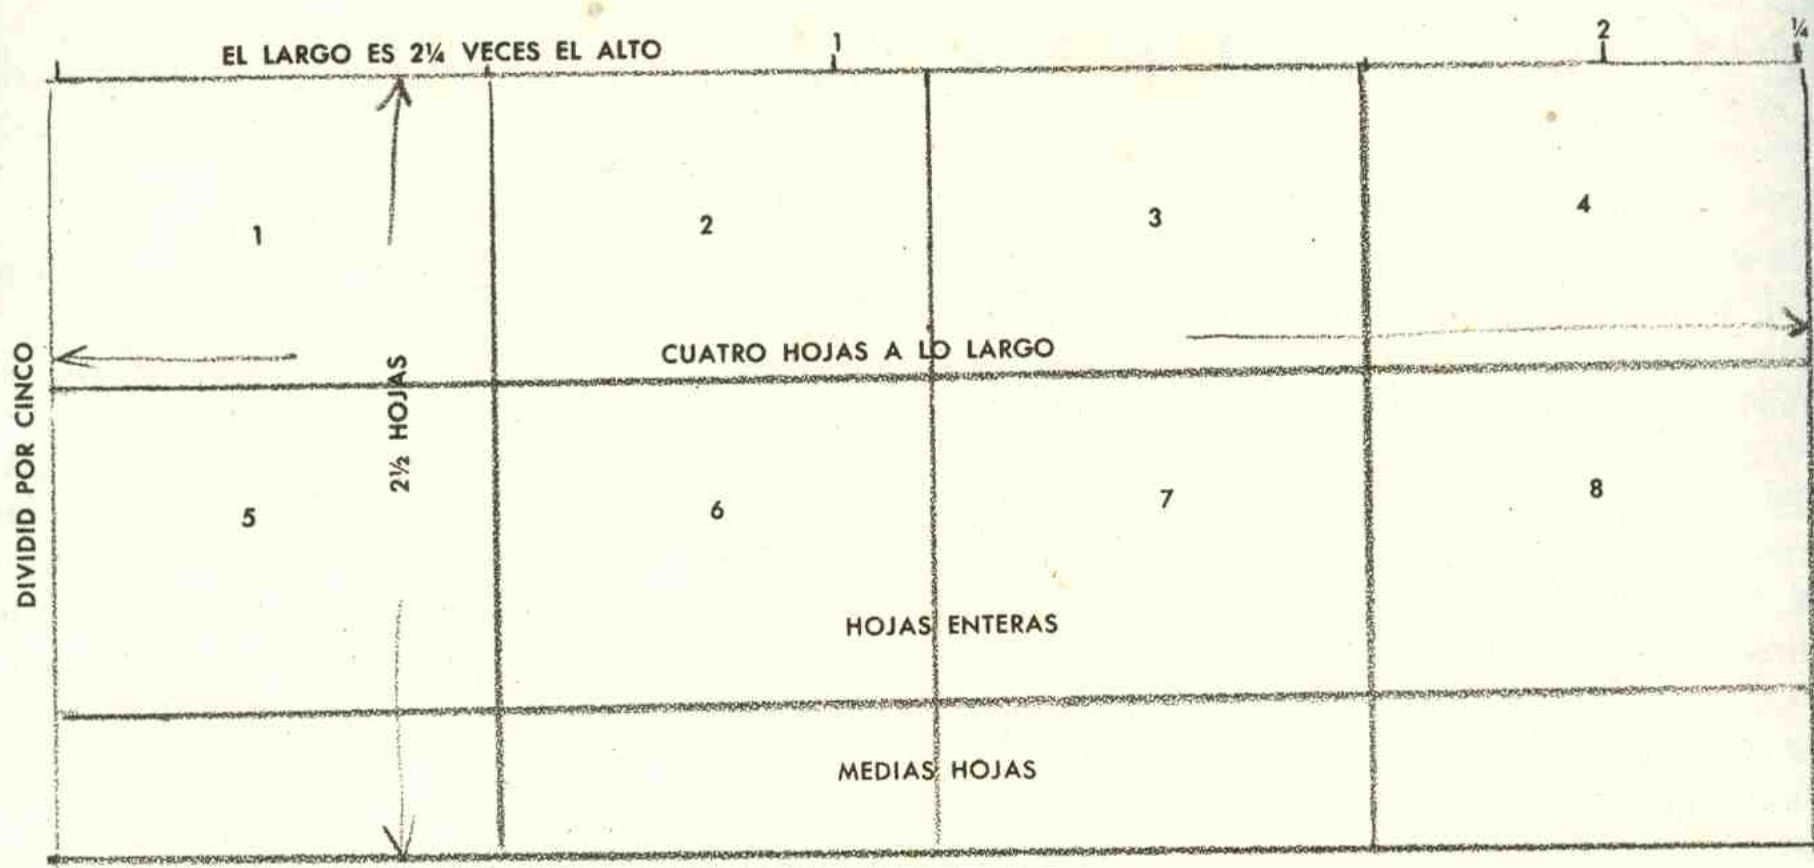 EL LARGO ES 2¼ VECES EL ALTO
1
2
¼
1
2
3
4
CUATRO HOJAS A LO LARGO
DIVIDID POR CINCO
2½ HOJAS
5
6
7
8
HOJAS ENTERAS
MEDIAS HOJAS